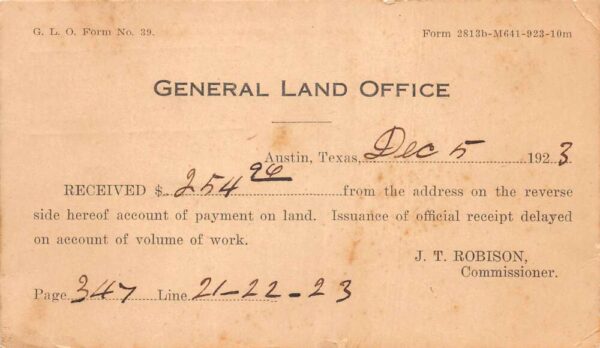 G. L. O. Form No. 39. Form 2813b-M641-923-10m
GENERAL LAND OFFICE
Austin, Texas, Dec 5 1923
RECEIVED $ 254 96 from the address on the reverse
side hereof account of payment on land. Issuance of official receipt delayed
on account of volume of work.
J. T. ROBISON,
Commissioner.
Page 347 Line 21-22-23